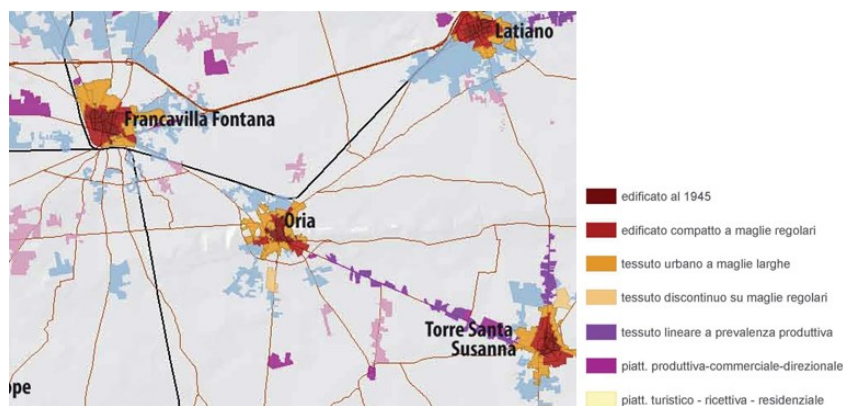 Latiano
Francavilla Fontana
Oria
Torre Santa
Susanna
ope
edificato al 1945
edificato compatto a maglie regolari
tessuto urbano a maglie larghe
tessuto discontinuo su maglie regolari
tessuto lineare a prevalenza produttiva
piatt. produttiva-commerciale-direzionale
piatt. turistico - ricettiva - residenziale